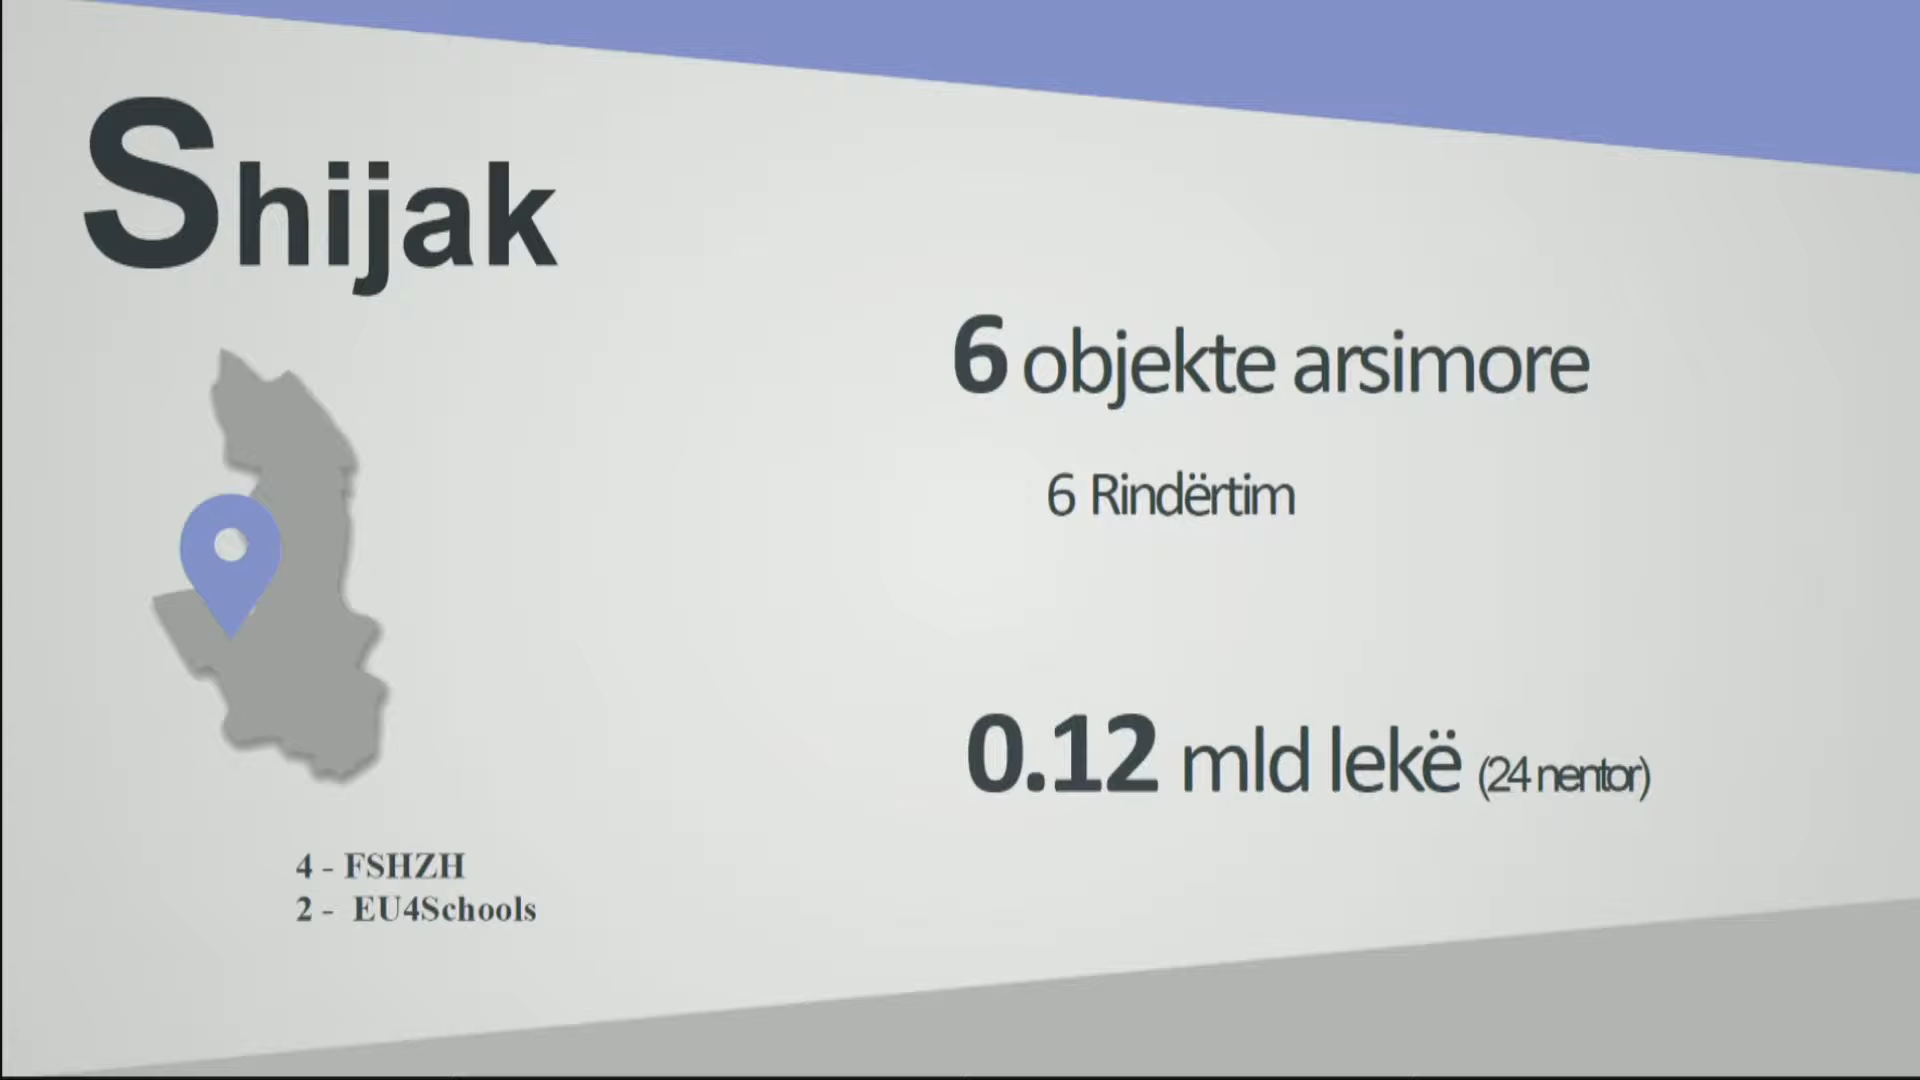 Shijak
6 objekte arsimore
6 Rindërtim
0.12 mld lekë (24 nentor)
4 - FSHZH
2 - EU4Schools